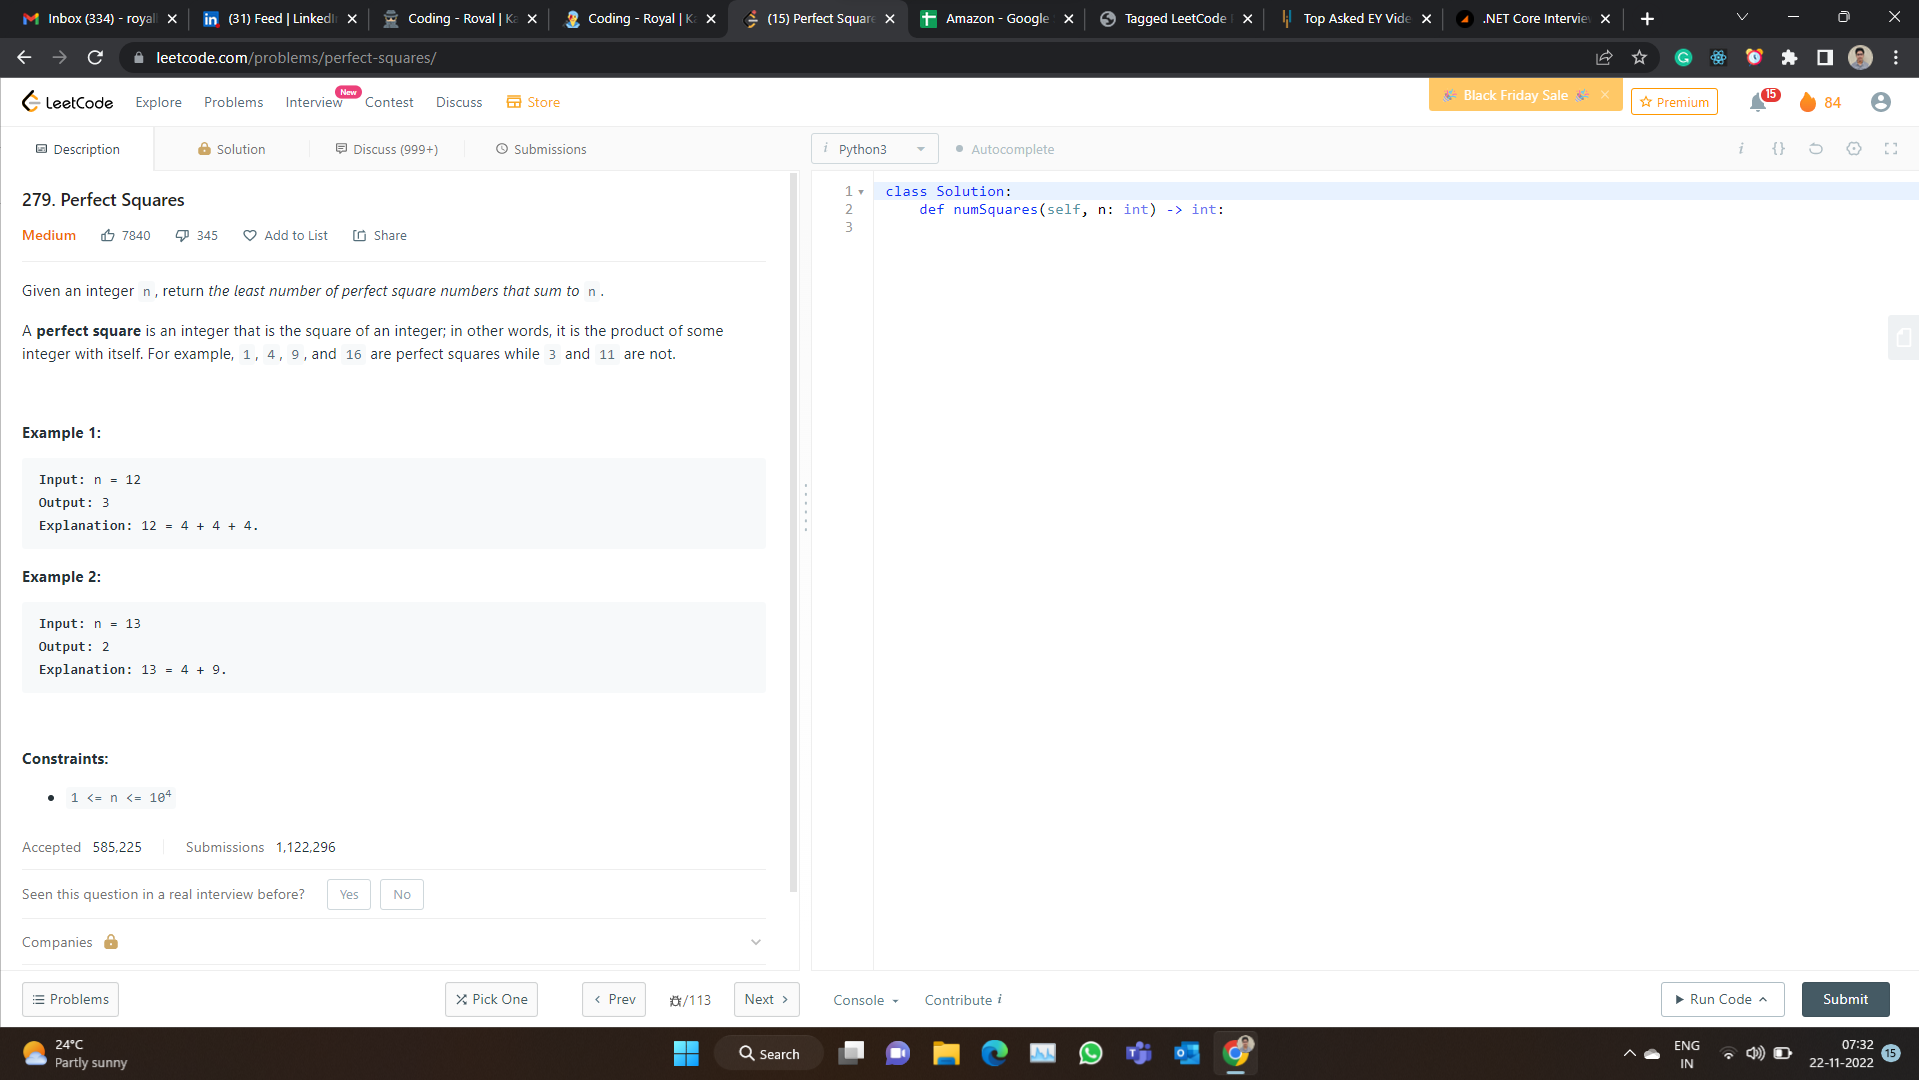 Inbox (334) - royall
(31) Feed | LinkedIn
Coding - Royal | Ka
Coding - Royal | Ka
(15) Perfect Square
Amazon - Google S
Tagged LeetCode
Top Asked EY Vide
.NET Core Intervie
leetcode.com/problems/perfect-squares/
LeetCode
Explore
Problems
Interview
New
Contest
Discuss
Store
Black Friday Sale
Premium
15
84
Description
Solution
Discuss (999+)
Submissions
i Python3
Autocomplete
i {}
279. Perfect Squares
Medium
7840
345
Add to List
Share
Given an integer n, return the least number of perfect square numbers that sum to n.
A perfect square is an integer that is the square of an integer; in other words, it is the product of some
integer with itself. For example, 1, 4, 9, and 16 are perfect squares while 3 and 11 are not.
Example 1:
Input: n = 12
Output: 3
Explanation: 12 = 4 + 4 + 4.
Example 2:
Input: n = 13
Output: 2
Explanation: 13 = 4 + 9.
Constraints:
1 <= n <= 10⁴
Accepted 585,225
Submissions 1,122,296
Seen this question in a real interview before?
Yes
No
Companies
1 class Solution:
2 def numSquares(self, n: int) -> int:
3
Problems
Pick One
Prev
/113
Next
Console
Contribute i
Run Code
Submit
24°C
Partly sunny
Search
ENG
IN
07:32
22-11-2022
15